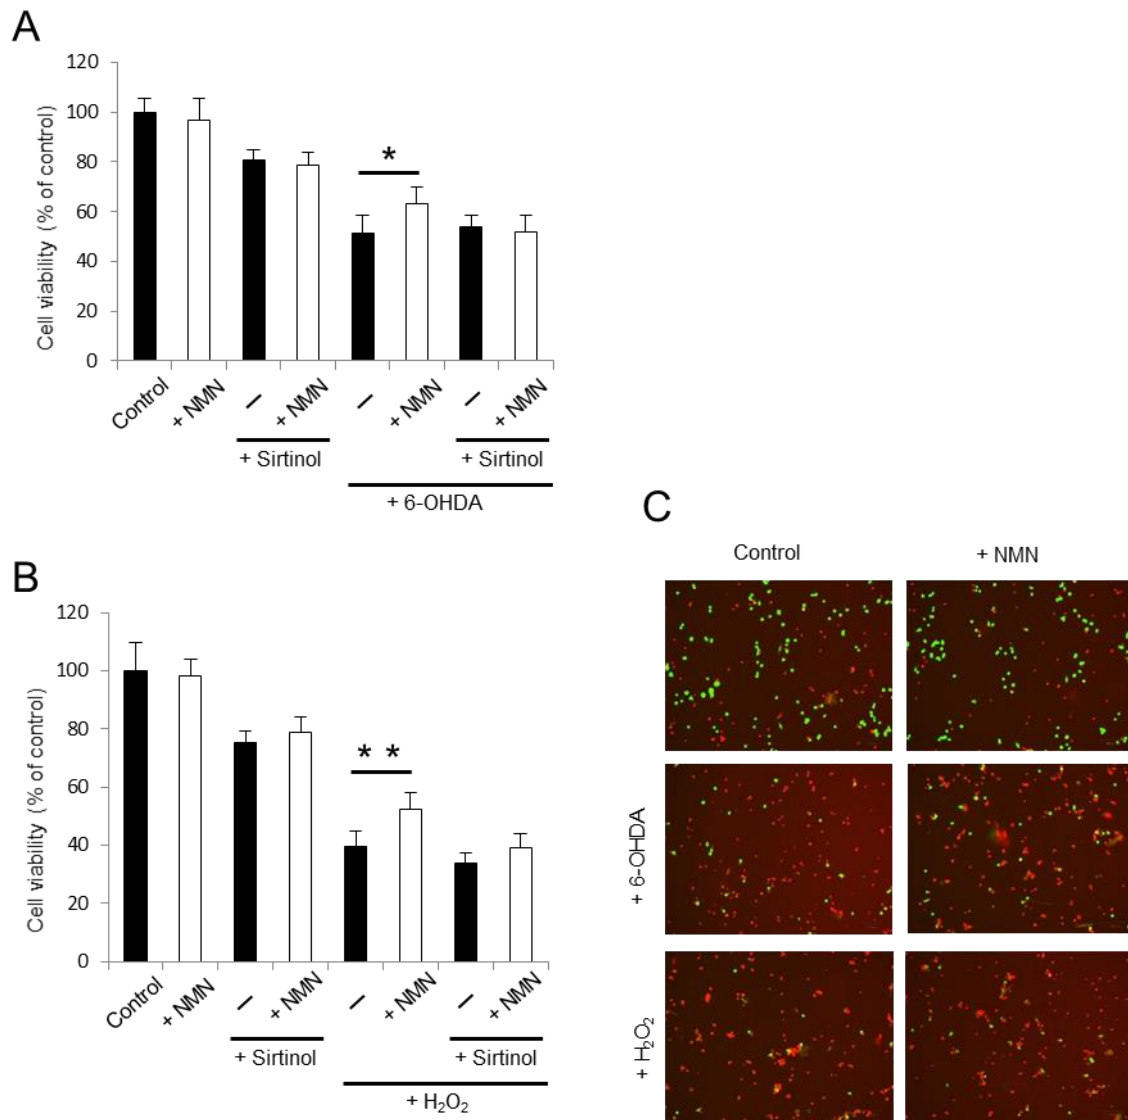 A
Cell viability (% of control)
120
100
80
60
40
20
0
*
Control
+ NMN
–
+ NMN
–
+ NMN
–
+ NMN
+ Sirtinol
+ Sirtinol
+ 6-OHDA
B
Cell viability (% of control)
120
100
80
60
40
20
0
* *
Control
+ NMN
–
+ NMN
–
+ NMN
–
+ NMN
+ Sirtinol
+ Sirtinol
+ H₂O₂
C
Control
+ NMN
+ 6-OHDA
+ H₂O₂